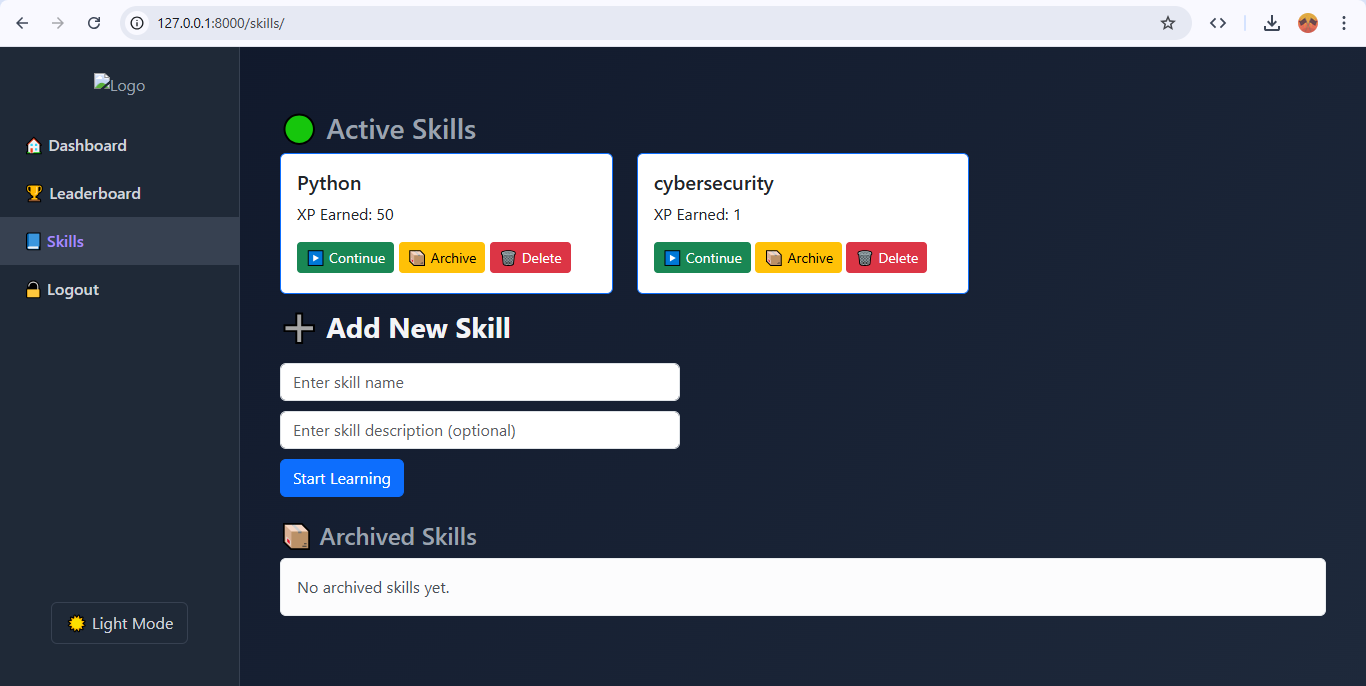 127.0.0.1:8000/skills/
Logo
Dashboard
Leaderboard
Skills
Logout
Light Mode
Active Skills
Python
XP Earned: 50
Continue Archive Delete
cybersecurity
XP Earned: 1
Continue Archive Delete
Add New Skill
Enter skill name
Enter skill description (optional)
Start Learning
Archived Skills
No archived skills yet.